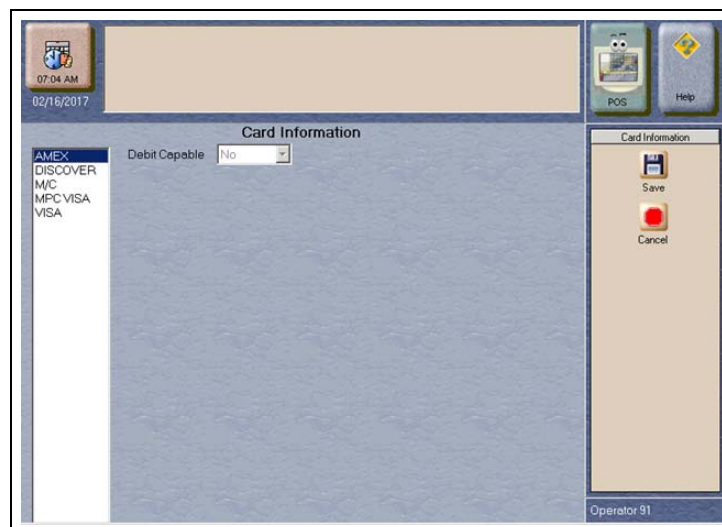 07:04 AM
02/16/2017
POS
Help
Card Information
AMEX
DISCOVER
M/C
MPC VISA
VISA
Debit Capable No
Card Information
Save
Cancel
Operator 91